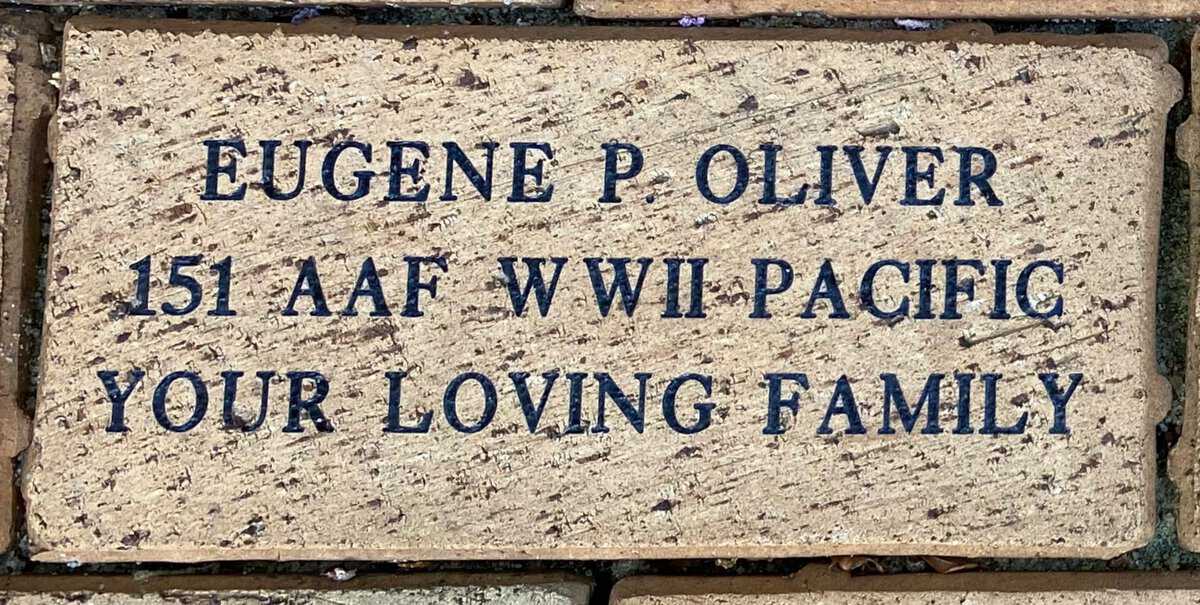 EUGENE P. OLIVER
151 AAF WWII PACIFIC
YOUR LOVING FAMILY